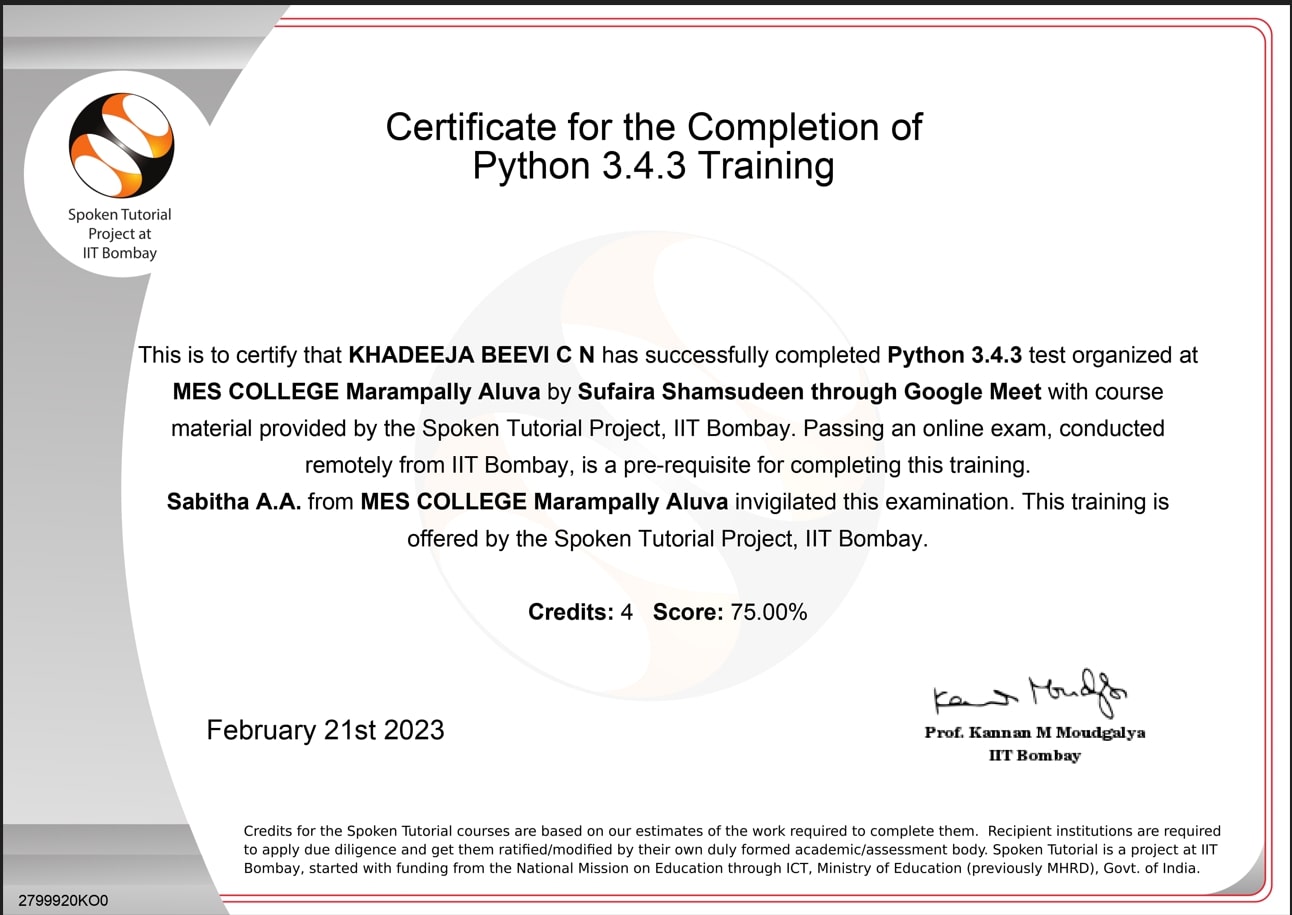 Spoken Tutorial
Project at
IIT Bombay
Certificate for the Completion of
Python 3.4.3 Training
This is to certify that KHADEEJA BEEVI C N has successfully completed Python 3.4.3 test organized at
MES COLLEGE Marampally Aluva by Sufaira Shamsudeen through Google Meet with course
material provided by the Spoken Tutorial Project, IIT Bombay. Passing an online exam, conducted
remotely from IIT Bombay, is a pre-requisite for completing this training.
Sabitha A.A. from MES COLLEGE Marampally Aluva invigilated this examination. This training is
offered by the Spoken Tutorial Project, IIT Bombay.
Credits: 4 Score: 75.00%
February 21st 2023
Kannan Moudgalya
Prof. Kannan M Moudgalya
IIT Bombay
Credits for the Spoken Tutorial courses are based on our estimates of the work required to complete them. Recipient institutions are required
to apply due diligence and get them ratified/modified by their own duly formed academic/assessment body. Spoken Tutorial is a project at IIT
Bombay, started with funding from the National Mission on Education through ICT, Ministry of Education (previously MHRD), Govt. of India.
2799920KO0